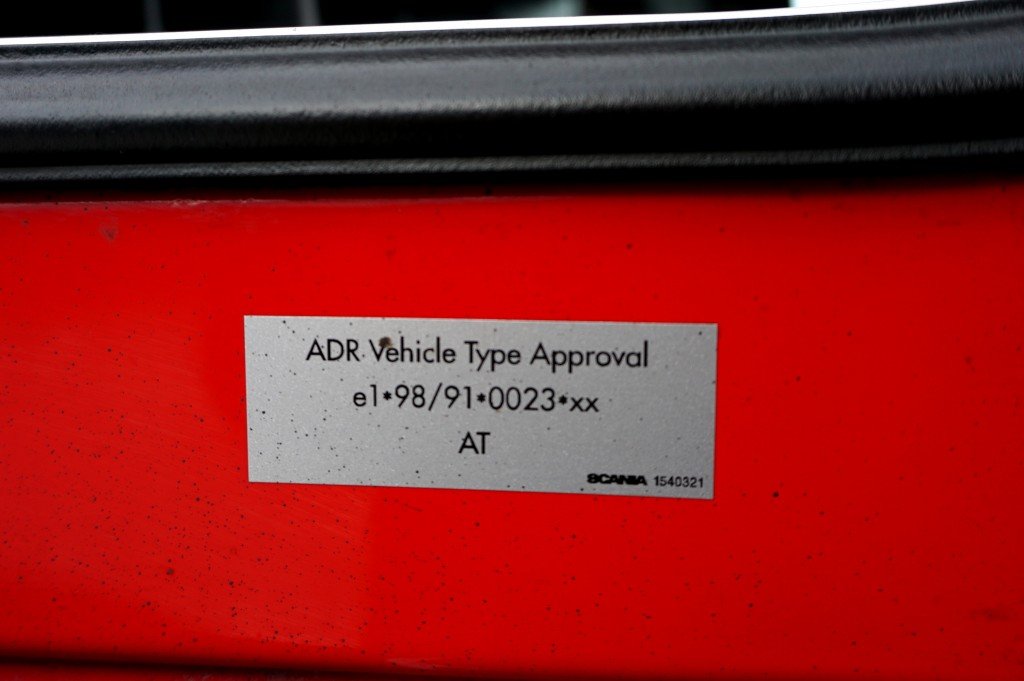 ADR Vehicle Type Approval
e1*98/91*0023*xx
AT
SCANIA 1540321